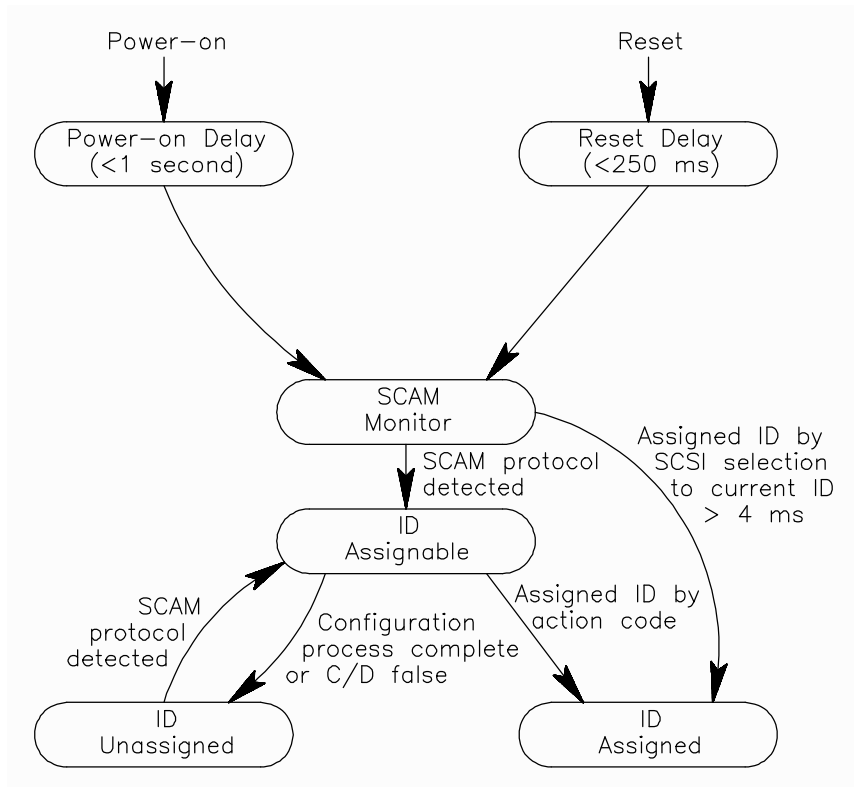 Power-on
Reset
Power-on Delay
(<1 second)
Reset Delay
(<250 ms)
SCAM
Monitor
Assigned ID by
SCSI selection
to current ID
> 4 ms
SCAM protocol
detected
ID
Assignable
SCAM
protocol
detected
Configuration
process complete
or C/D false
Assigned ID by
action code
ID
Unassigned
ID
Assigned